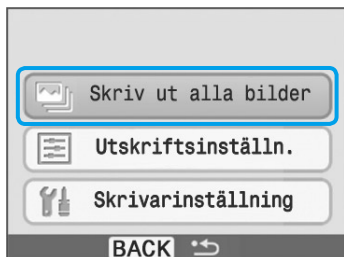 Skriv ut alla bilder
Utskriftsinställn.
Skrivarinställning
BACK